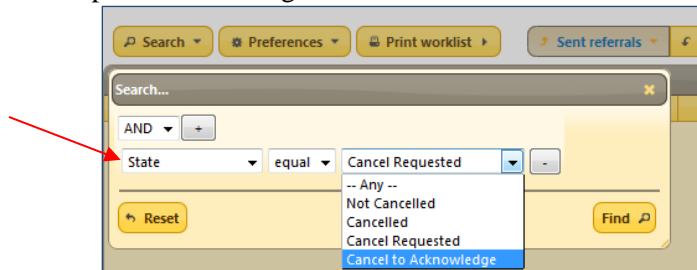 Search Preferences Print worklist Sent referrals
Search...
AND +
State equal Cancel Requested -
-- Any --
Not Cancelled
Cancelled
Cancel Requested
Cancel to Acknowledge
Reset Find